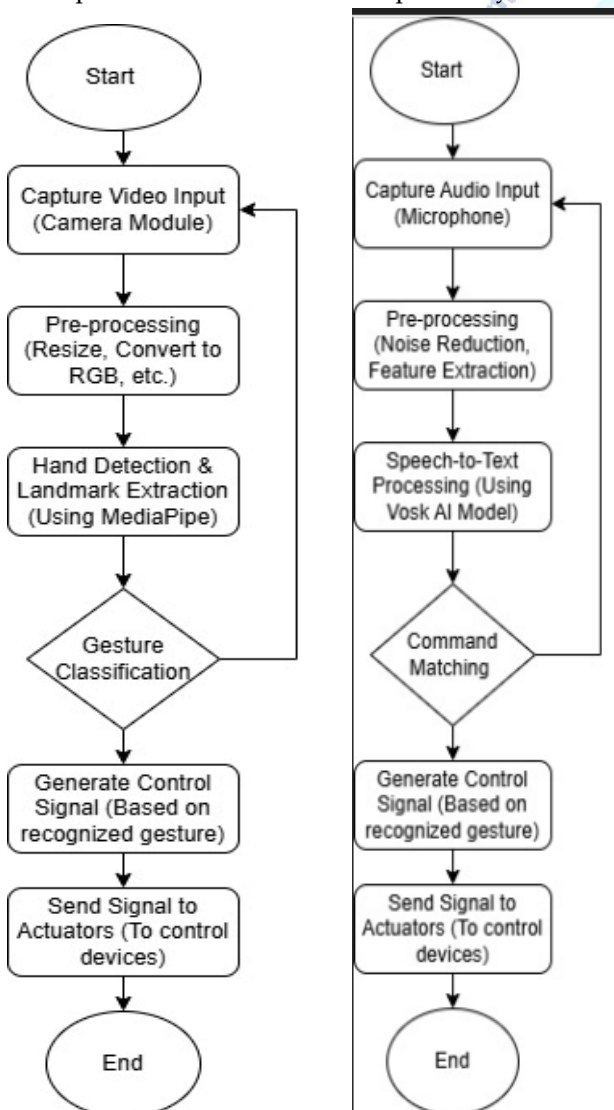 Start
Capture Video Input
(Camera Module)
Pre-processing
(Resize, Convert to
RGB, etc.)
Hand Detection &
Landmark Extraction
(Using MediaPipe)
Gesture
Classification
Generate Control
Signal (Based on
recognized gesture)
Send Signal to
Actuators (To control
devices)
End
Start
Capture Audio Input
(Microphone)
Pre-processing
(Noise Reduction,
Feature Extraction)
Speech-to-Text
Processing (Using
Vosk AI Model)
Command
Matching
Generate Control
Signal (Based on
recognized gesture)
Send Signal to
Actuators (To control
devices)
End